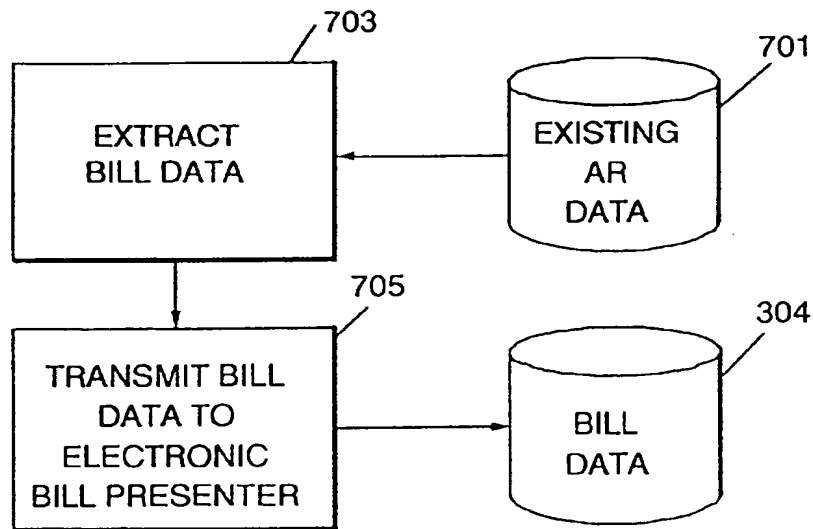 703
EXTRACT
BILL DATA
701
EXISTING
AR
DATA
705
TRANSMIT BILL
DATA TO
ELECTRONIC
BILL PRESENTER
304
BILL
DATA